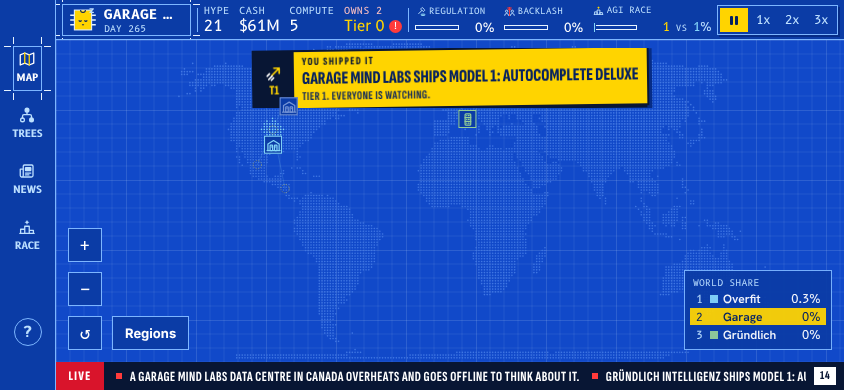 GARAGE ...
DAY 265
HYPE
21
CASH
$61M
COMPUTE
5
OWNS 2
Tier 0 !
REGULATION
0%
BACKLASH
0%
AGI RACE
1 VS 1%
1x 2x 3x
MAP
TREES
NEWS
RACE
?
T1
YOU SHIPPED IT
GARAGE MIND LABS SHIPS MODEL 1: AUTOCOMPLETE DELUXE
TIER 1. EVERYONE IS WATCHING.
+
−
↺
Regions
WORLD SHARE
1 Overfit 0.3%
2 Garage 0%
3 Gründlich 0%
LIVE
A GARAGE MIND LABS DATA CENTRE IN CANADA OVERHEATS AND GOES OFFLINE TO THINK ABOUT IT. GRÜNDLICH INTELLIGENZ SHIPS MODEL 1:
14